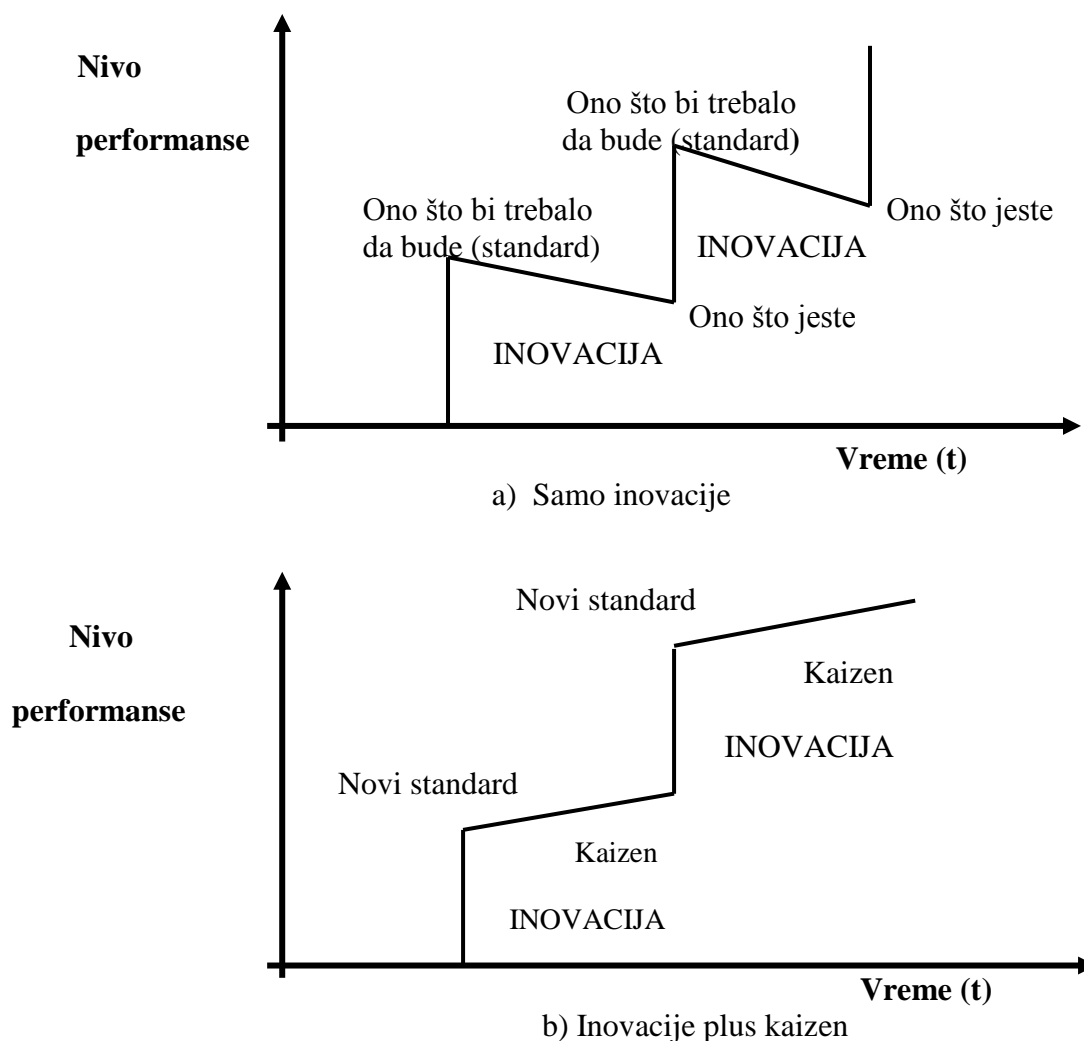 Nivo
performanse
Ono što bi trebalo
da bude (standard)
Ono što bi trebalo
da bude (standard)
Ono što jeste
INOVACIJA
Ono što jeste
INOVACIJA
Vreme (t)
a) Samo inovacije
Nivo
performanse
Novi standard
Kaizen
INOVACIJA
Novi standard
Kaizen
INOVACIJA
Vreme (t)
b) Inovacije plus kaizen